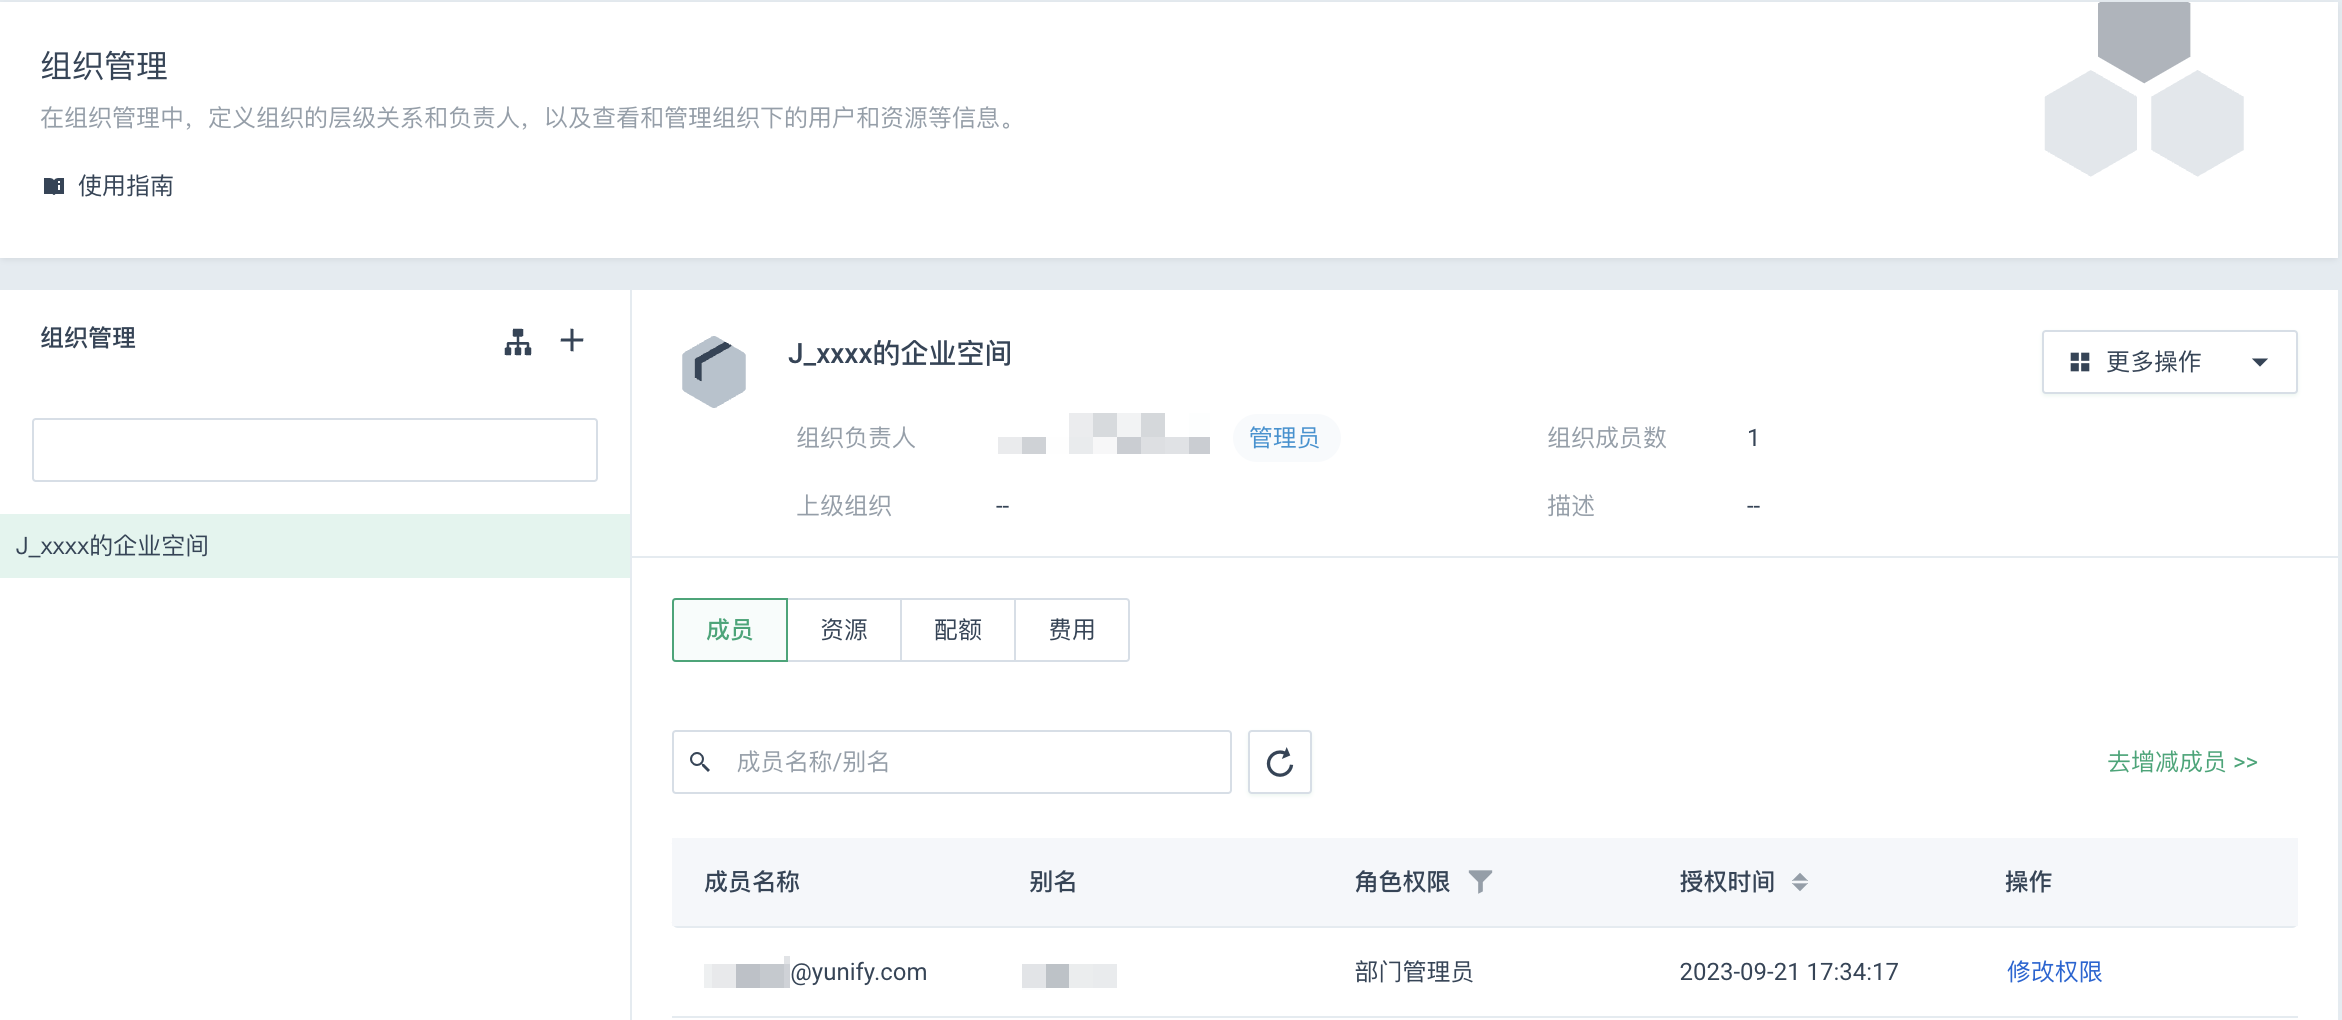 组织管理
在组织管理中，定义组织的层级关系和负责人，以及查看和管理组织下的用户和资源等信息。
使用指南
组织管理
J_xxxx的企业空间
J_xxxx的企业空间
更多操作
组织负责人 管理员 组织成员数 1
上级组织 -- 描述 --
成员 资源 配额 费用
成员名称/别名
去增减成员 >>
成员名称 别名 角色权限 授权时间 操作
@yunify.com 部门管理员 2023-09-21 17:34:17 修改权限